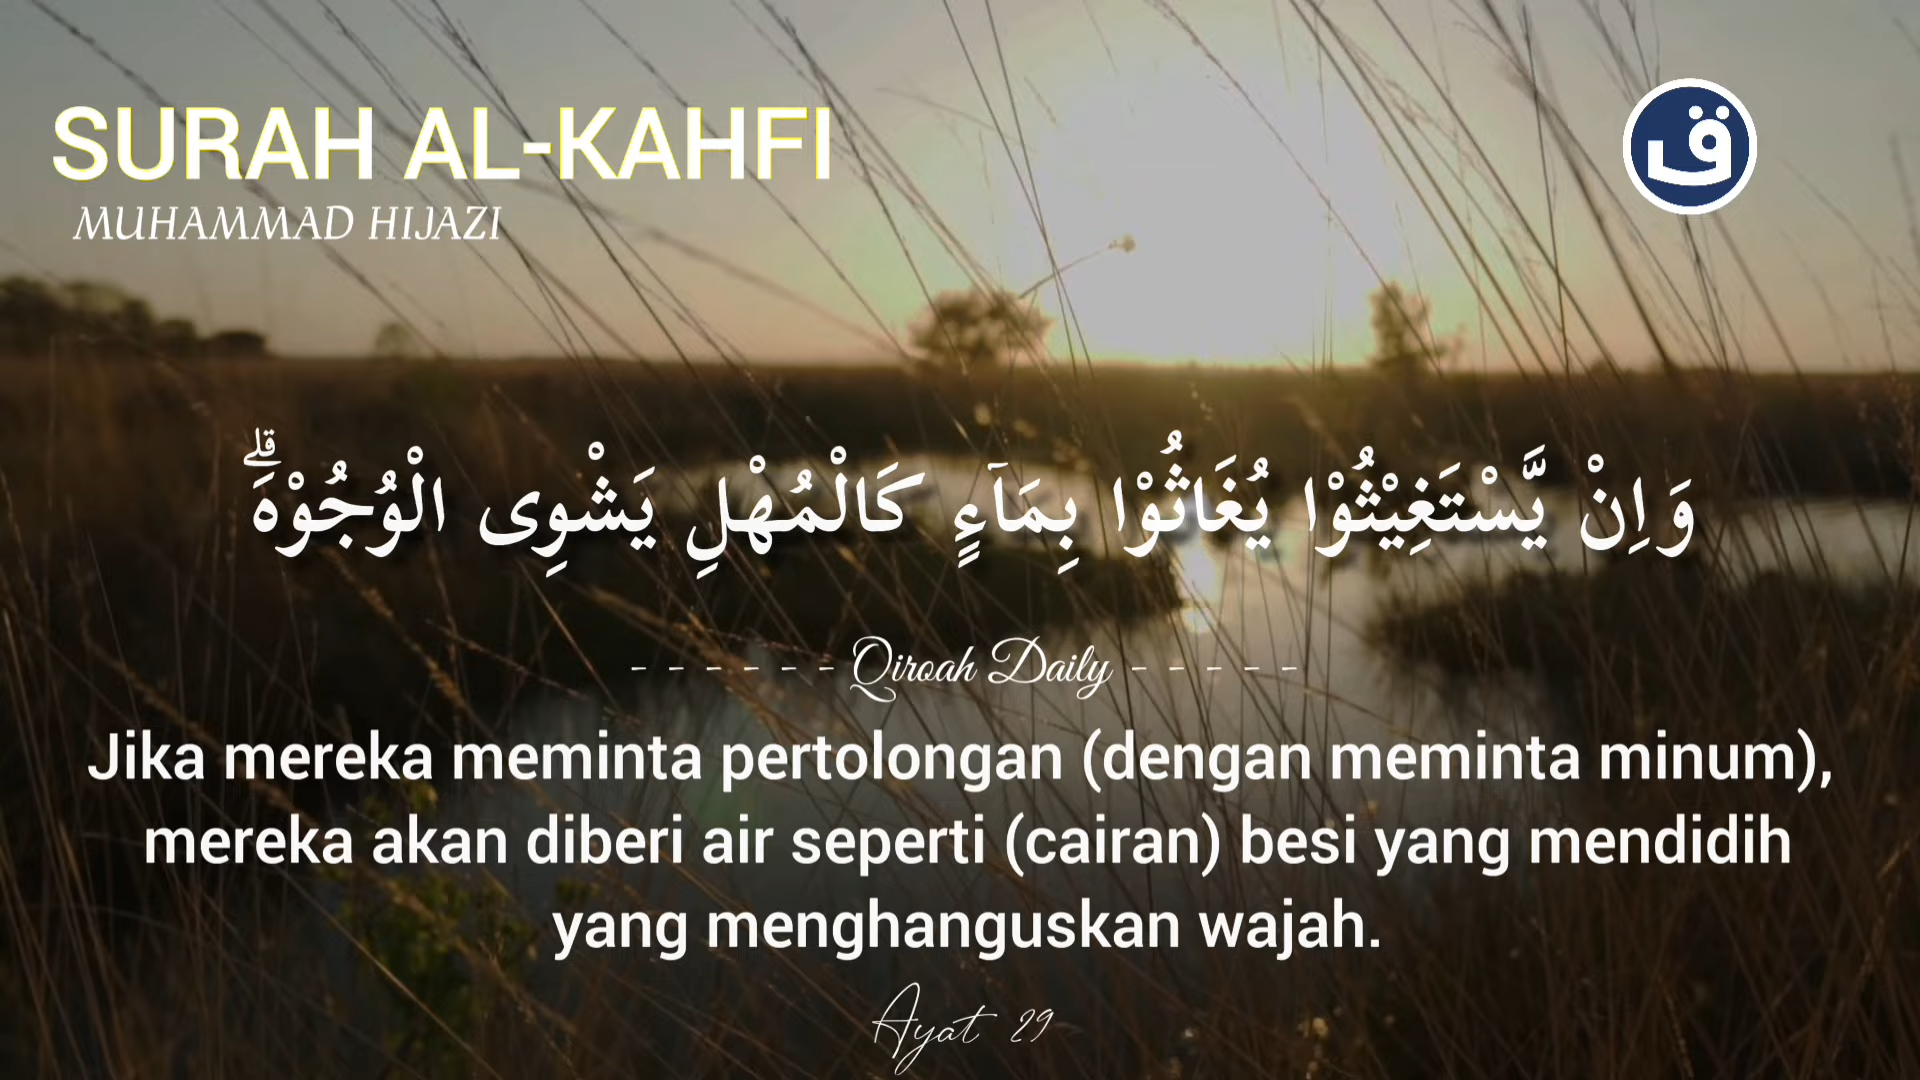 SURAH AL-KAHFI
MUHAMMAD HIJAZI
ق
وَاِنْ يَّسْتَغِيْثُوْا يُغَاثُوْا بِمَاۤءٍ كَالْمُهْلِ يَشْوِى الْوُجُوْهَۗ
- - - - - - Qiroah Daily - - - - -
Jika mereka meminta pertolongan (dengan meminta minum),
mereka akan diberi air seperti (cairan) besi yang mendidih
yang menghanguskan wajah.
Ayat 29